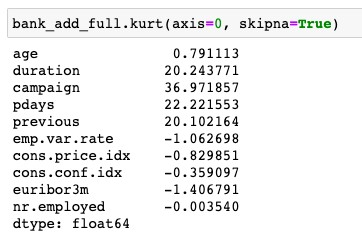 bank_add_full.kurt(axis=0, skipna=True)
age 0.791113
duration 20.243771
campaign 36.971857
pdays 22.221553
previous 20.102164
emp.var.rate -1.062698
cons.price.idx -0.829851
cons.conf.idx -0.359097
euribor3m -1.406791
nr.employed -0.003540
dtype: float64